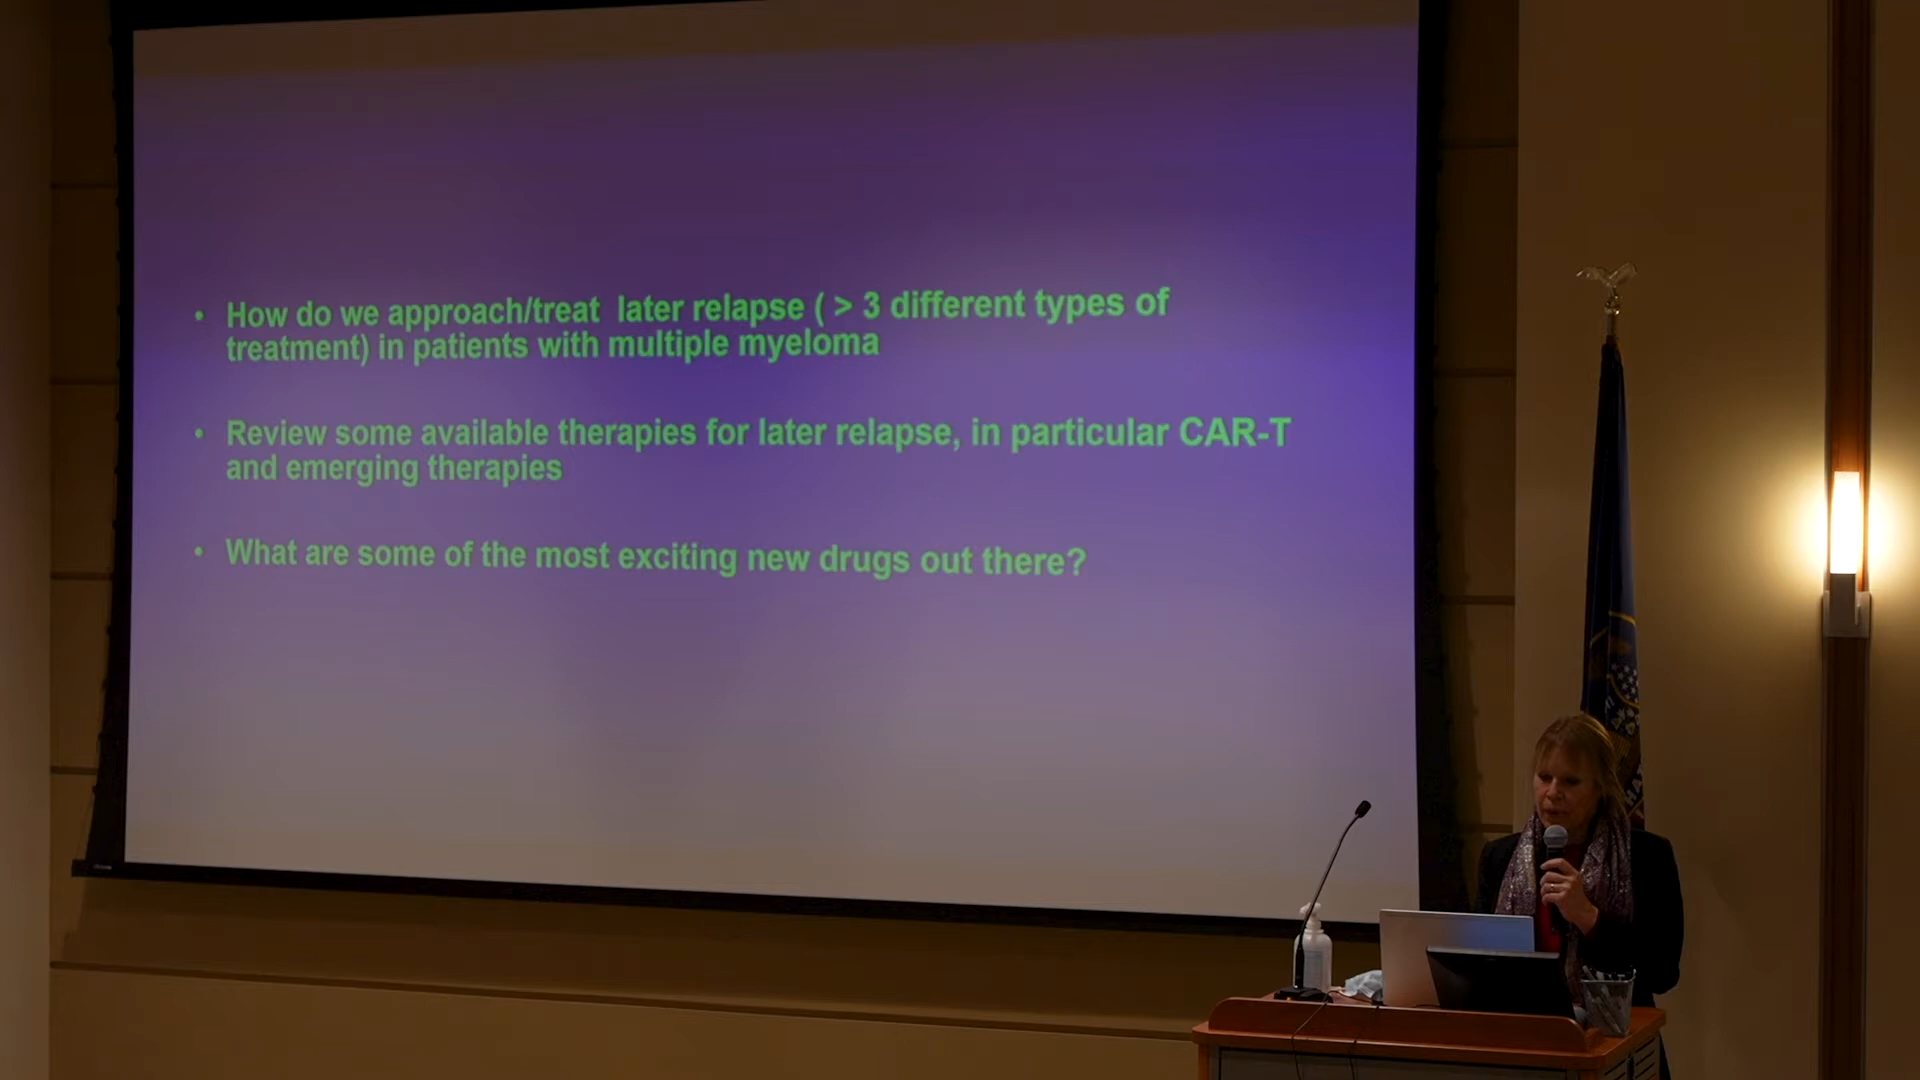 • How do we approach/treat later relapse ( > 3 different types of
treatment) in patients with multiple myeloma
• Review some available therapies for later relapse, in particular CAR-T
and emerging therapies
• What are some of the most exciting new drugs out there?